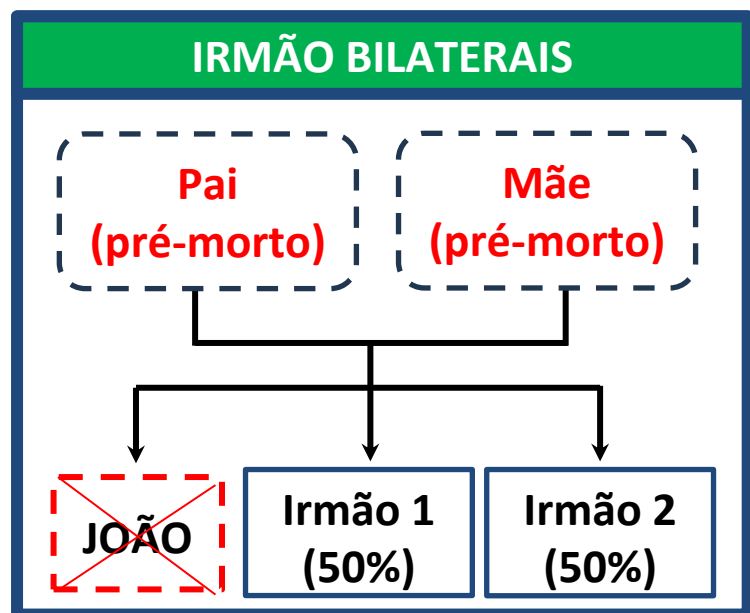 IRMÃO BILATERAIS
Pai
(pré-morto)
Mãe
(pré-morto)
JOÃO
Irmão 1
(50%)
Irmão 2
(50%)